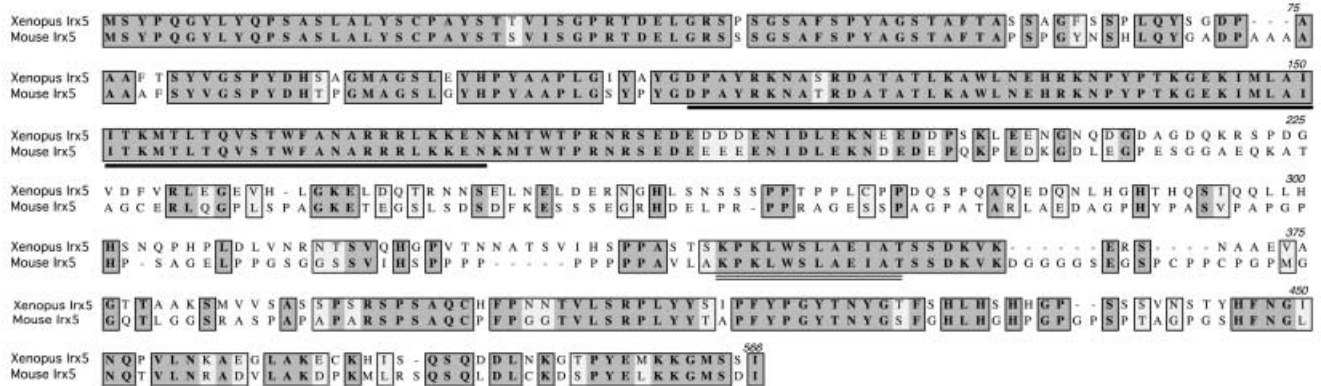 75
Xenopus Irx5 M S Y P Q G Y L Y Q P S A S L A L Y S C P A Y S T T V I S G P R T D E L G R S P S G S A F S P Y A G S T A F T A S S A G F S S P L Q Y S G D P - - - A
Mouse Irx5 M S Y P Q G Y L Y Q P S A S L A L Y S C P A Y S T S V I S G P R T D E L G R S S S G S A F S P Y A G S T A F T A P S P G Y N S H L Q Y G A D P A A A A
150
Xenopus Irx5 A A F T S Y V G S P Y D H S A G M A G S L E Y H P Y A A P L G I Y A Y G D P A Y R K N A S R D A T A T L K A W L N E H R K N P Y P T K G E K I M L A I
Mouse Irx5 A A F S S Y V G S P Y D H T P G M A G S L G Y H P Y A A P L G S Y P Y G D P A Y R K N A T R D A T A T L K A W L N E H R K N P Y P T K G E K I M L A I
225
Xenopus Irx5 I T K M T L T Q V S T W F A N A R R R L K K E N K M T W T P R N R S E D E D D D E N I D L E K N E E D D P S K L E E N G N Q D G D A G D Q K R S P D G
Mouse Irx5 I T K M T L T Q V S T W F A N A R R R L K K E N K M T W T P R N R S E D E E E E E N I D L E K N D E D E P Q K P E D K G D L E G P E S G G A E Q K A T
300
Xenopus Irx5 V D F V R L E G E V H - L G K E L D Q T R N N S E L N E L D E R N G H L S N S S S P P T P P L C P P D Q S P Q A Q E D Q N L H G H T H Q S I Q Q L L H
Mouse Irx5 A G C E R L Q G P L S P A G K E T E G S L S D S D F K E S S S E G R H D E L P R - P P R A G E S S P A G P A T A R L A E D A G P H Y P A S V P A P G P
375
Xenopus Irx5 H S N Q P H P L D L V N R N T S V Q H G P V T N N A T S V I H S P P A S T S K P K L W S L A E I A T S S D K V K - - - - - - E R S - - - - N A A E V A
Mouse Irx5 H P - S A G E L P P G S G G S S V I H S P P P P - - - - - P P P P P A V L A K P K L W S L A E I A T S S D K V K D G G G G S E G S P C P P C P G P M G
450
Xenopus Irx5 G T T A A K S M V V S A S S P S R S P S A Q C H F P N N T V L S R P L Y Y S I P F Y P G Y T N Y G T F S H L H S H H G P - S S S V N S T Y H F N G I
Mouse Irx5 G Q T L G G S R A S P A P A P A R S P S A Q C P F P G G T V L S R P L Y Y T A P F Y P G Y T N Y G S F G H L H G H P G P G P S P T A G P G S H F N G L
566
Xenopus Irx5 N Q P V L N K A E G L A K E C K H I S - Q S Q D D L N K G T P Y E M K K G M S S I
Mouse Irx5 N Q T V L N R A D V L A K D P K M L R S Q S Q L D L C K D S P Y E L K K G M S D I